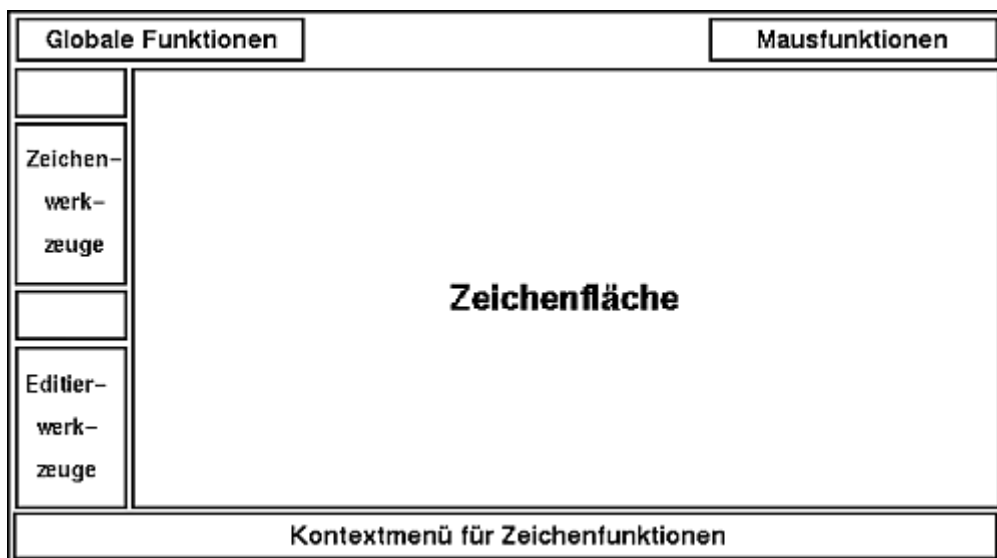 Globale Funktionen
Mausfunktionen
Zeichen-
werk-
zeuge
Zeichenfläche
Editier-
werk-
zeuge
Kontextmenü für Zeichenfunktionen